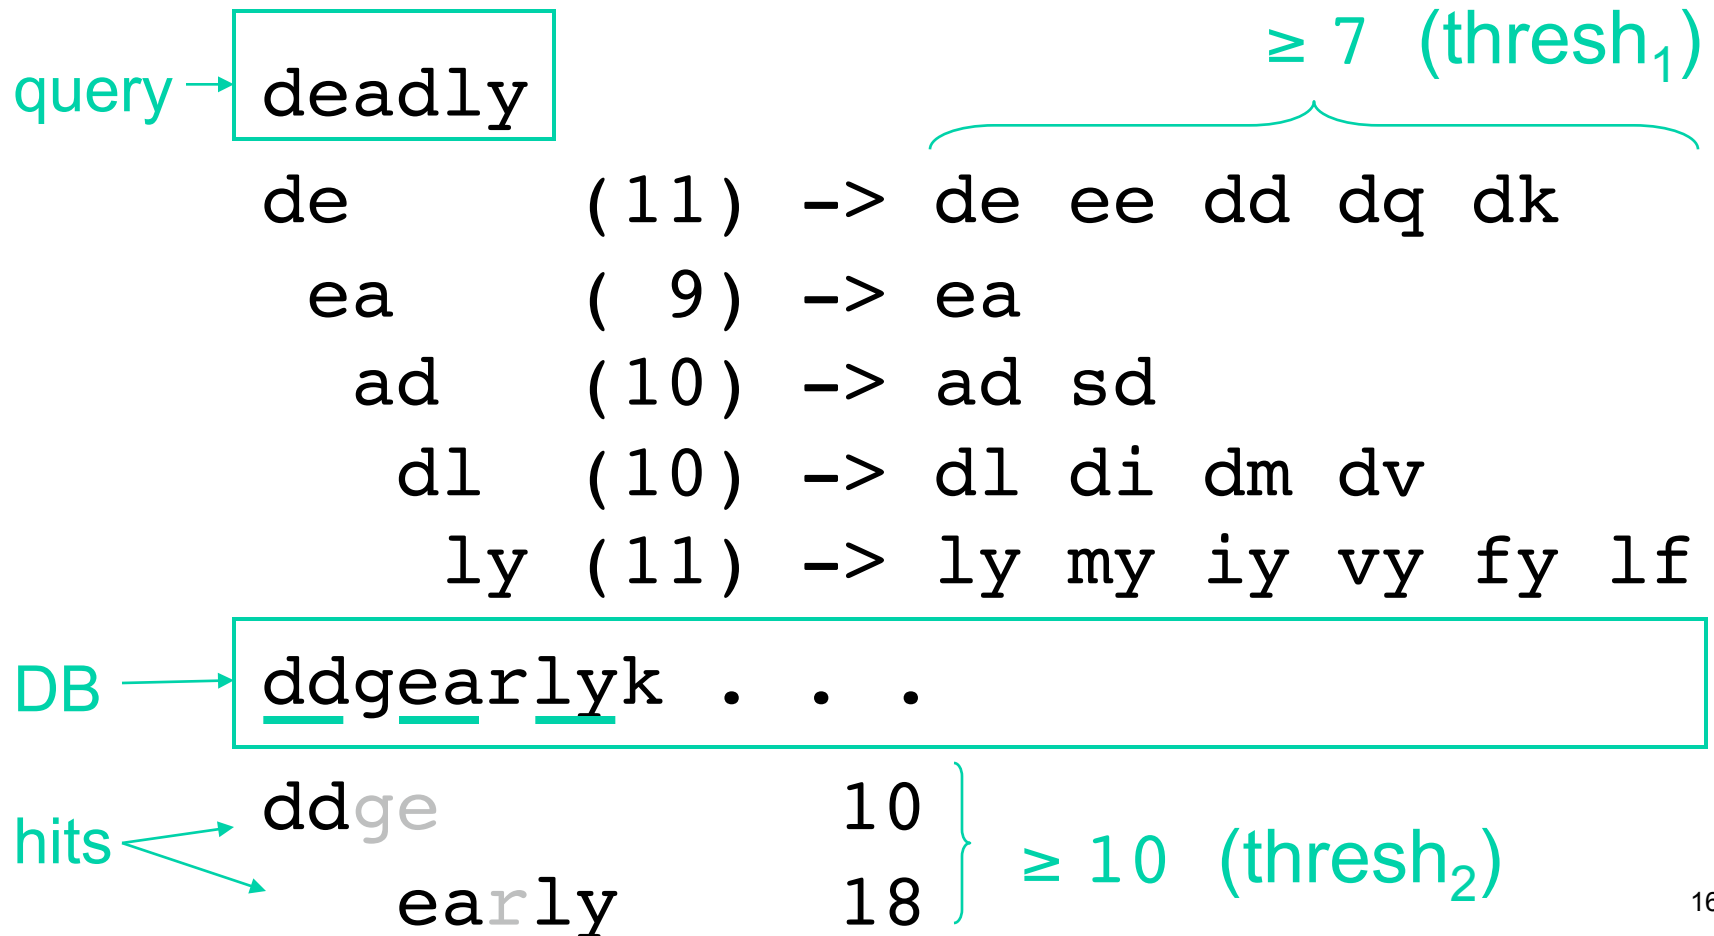 ≥ 7 (thresh₁)
query deadly
de (11) -> de ee dd dq dk
ea ( 9) -> ea
ad (10) -> ad sd
dl (10) -> dl di dm dv
ly (11) -> ly my iy vy fy lf
DB ddgearlyk . . .
ddge 10
hits ≥ 10 (thresh₂)
early 18
16